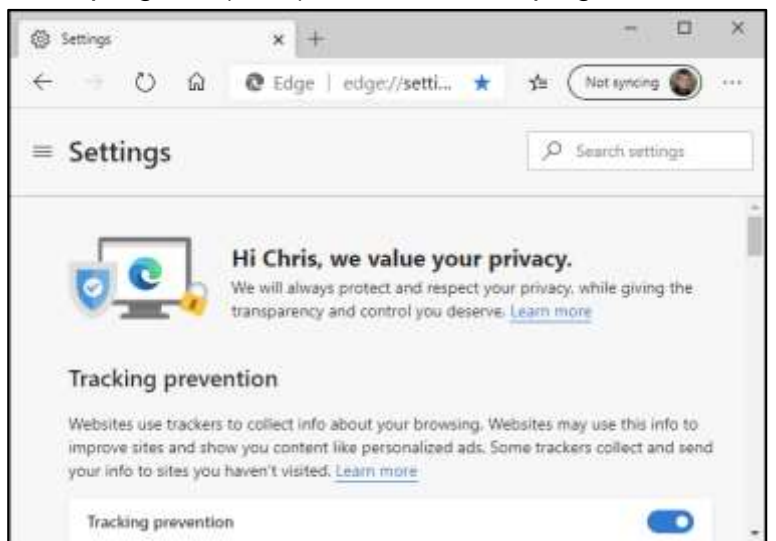 Settings
Edge | edge://setti...
Not syncing
Settings
Search settings
Hi Chris, we value your privacy.
We will always protect and respect your privacy, while giving the
transparency and control you deserve. Learn more
Tracking prevention
Websites use trackers to collect info about your browsing. Websites may use this info to
improve sites and show you content like personalized ads. Some trackers collect and send
your info to sites you haven't visited. Learn more
Tracking prevention